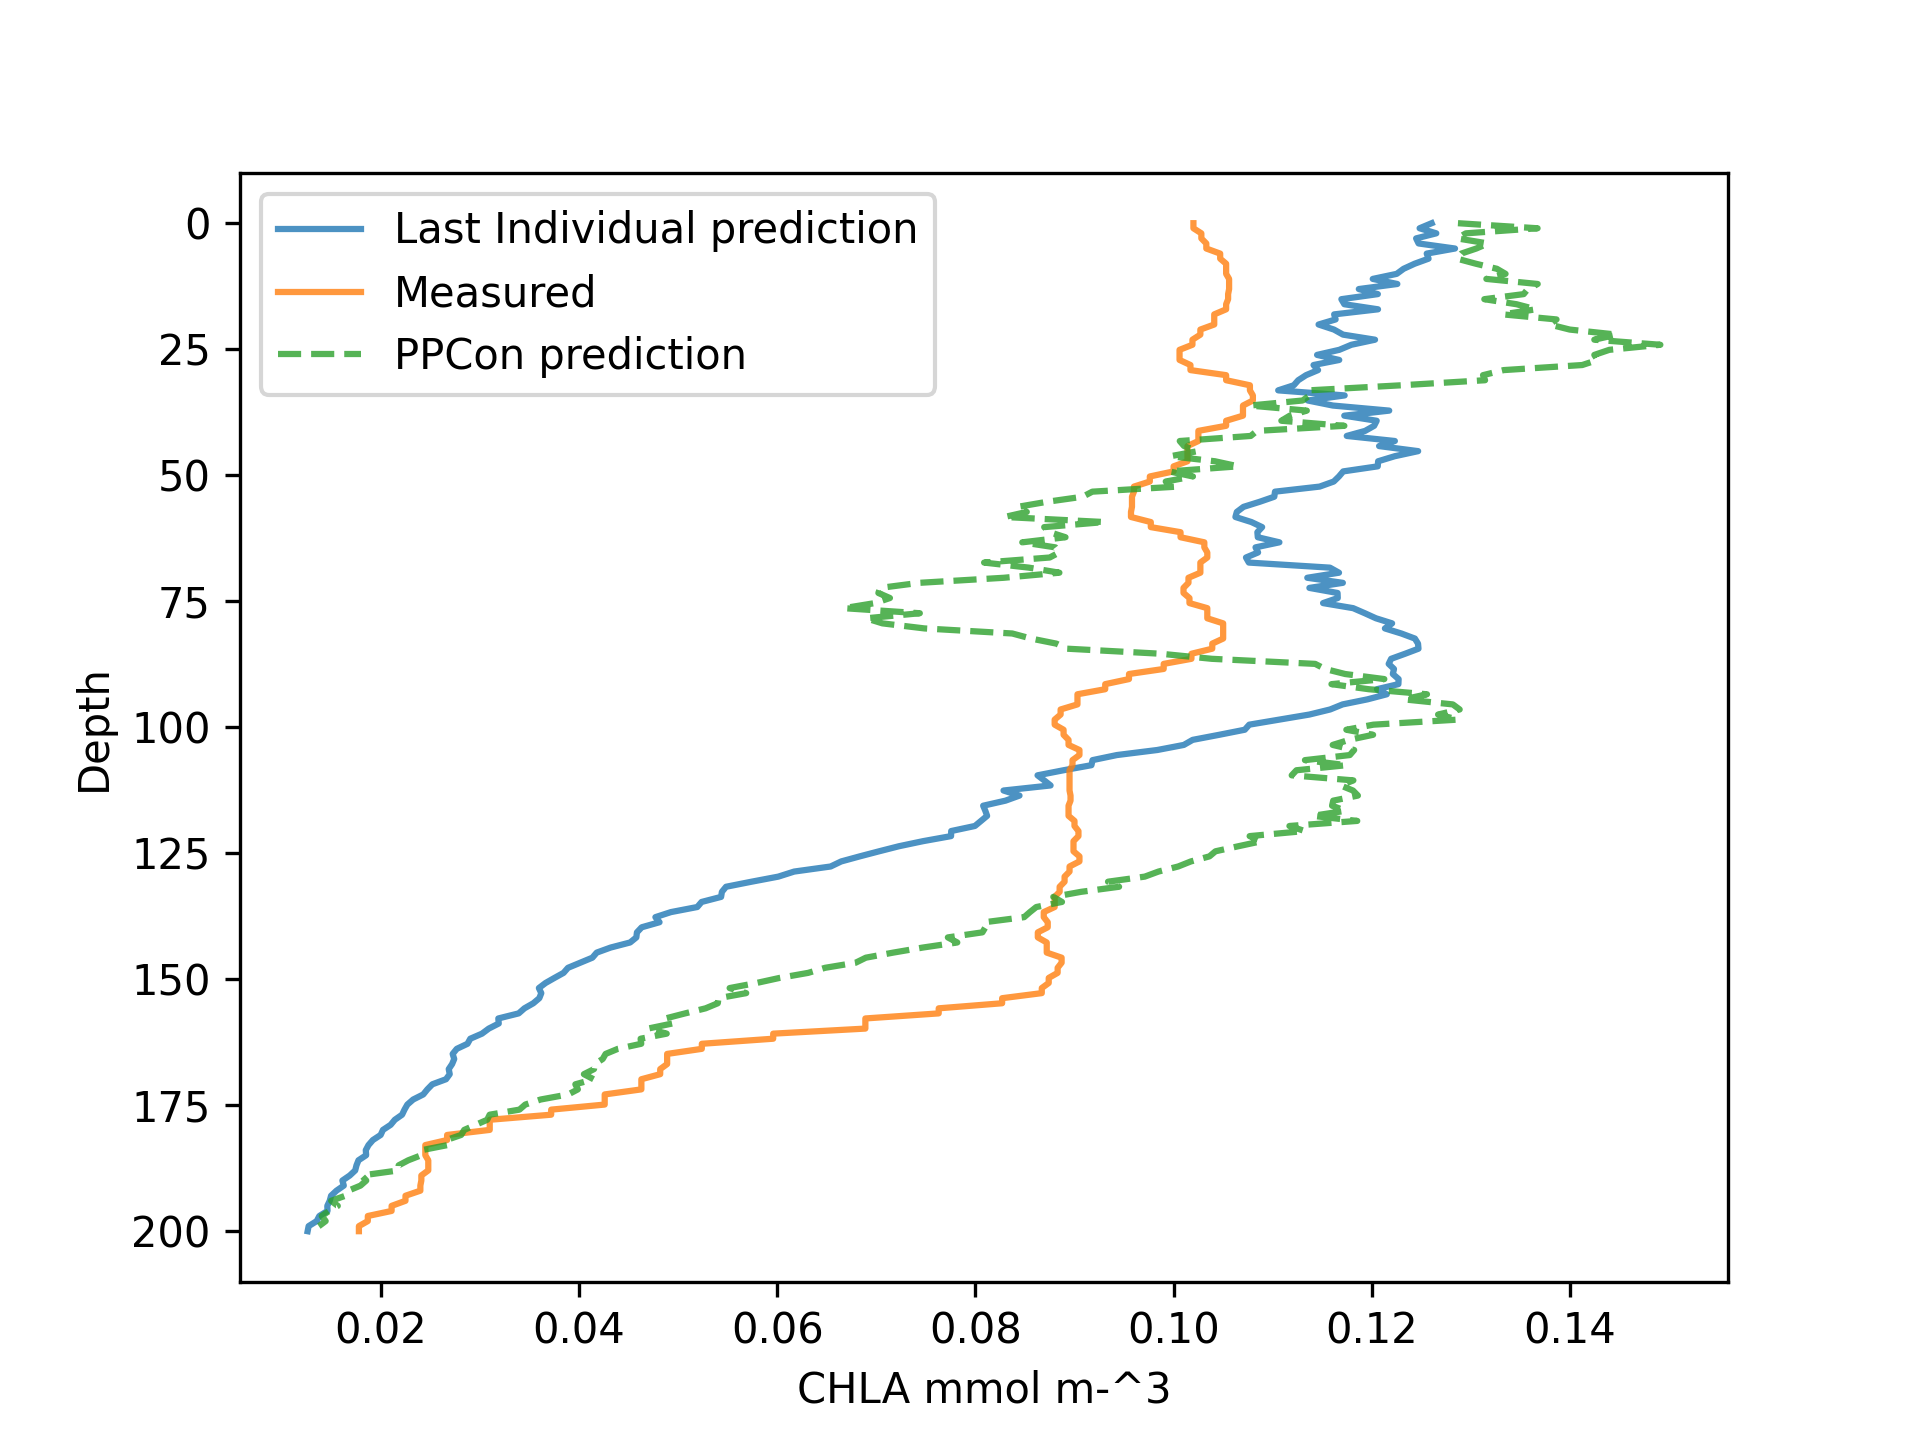 Last Individual prediction
Measured
PPCon prediction
0
25
50
75
100
125
150
175
200
Depth
0.02 0.04 0.06 0.08 0.10 0.12 0.14
CHLA mmol m-^3